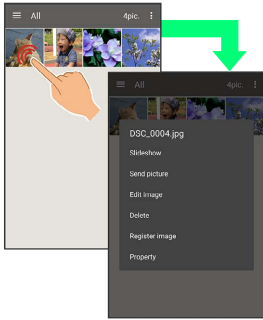 All 4pic.
All 4pic.
DSC_0004.jpg
Slideshow
Send picture
Edit Image
Delete
Register image
Property